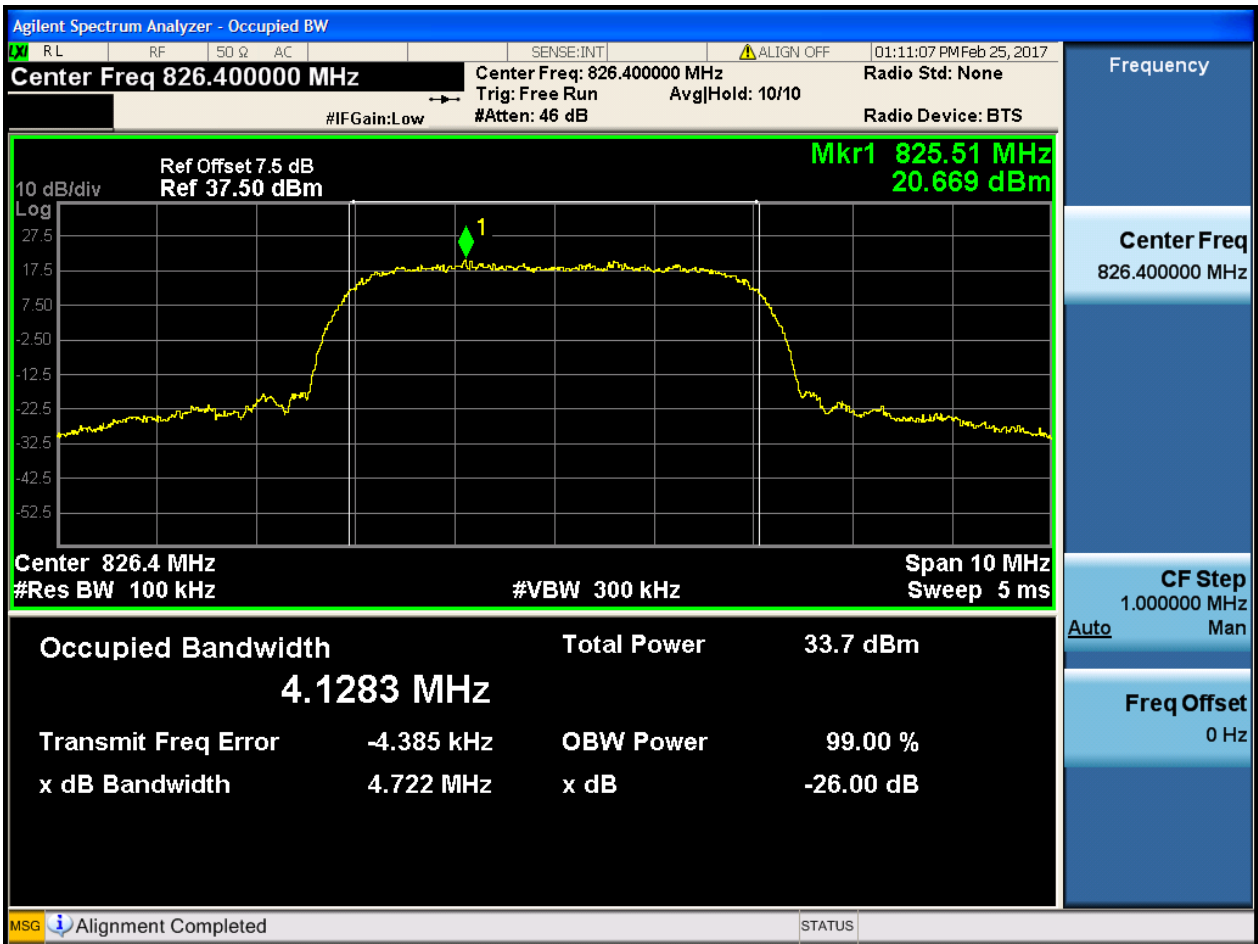 Agilent Spectrum Analyzer - Occupied BW
LXI RL RF 50 Ω AC SENSE:INT ALIGN OFF 01:11:07 PM Feb 25, 2017
Center Freq 826.400000 MHz
Center Freq: 826.400000 MHz
Radio Std: None
Trig: Free Run
Avg|Hold: 10/10
#IFGain:Low
#Atten: 46 dB
Radio Device: BTS
Frequency
Mkr1 825.51 MHz
20.669 dBm
Ref Offset 7.5 dB
10 dB/div
Ref 37.50 dBm
Log
27.5
17.5
7.50
-2.50
-12.5
-22.5
-32.5
-42.5
-52.5
1
Center 826.4 MHz
Span 10 MHz
#Res BW 100 kHz
#VBW 300 kHz
Sweep 5 ms
Occupied Bandwidth
4.1283 MHz
Total Power 33.7 dBm
Transmit Freq Error -4.385 kHz
OBW Power 99.00 %
x dB Bandwidth 4.722 MHz
x dB -26.00 dB
Center Freq
826.400000 MHz
CF Step
1.000000 MHz
Auto Man
Freq Offset
0 Hz
MSG Alignment Completed
STATUS